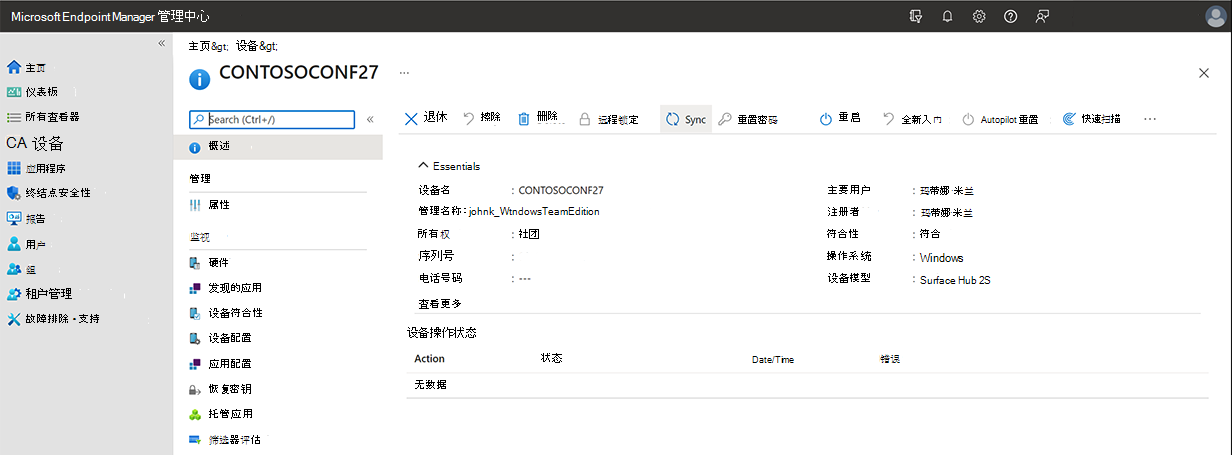 Microsoft Endpoint Manager 管理中心
主页&gt; 设备&gt;
CONTOSOCONF27 ...
主页
仪表板
所有查看器
CA 设备
应用程序
终结点安全性
报告
用户
组
租户管理
故障排除 - 支持
Search (Ctrl+/)
概述
管理
属性
监视
硬件
发现的应用
设备符合性
设备配置
应用配置
恢复密钥
托管应用
筛选器评估
退休 擦除 删除 远程锁定 Sync 重置密码 重启 全新入门 Autopilot 重置 快速扫描 ...
Essentials
设备名 : CONTOSOCONF27
管理名称: johnk_WtndowsTeamEdition
所有权 : 社团
序列号 :
电话号码 : ---
查看更多
主要用户 : 玛蒂娜·米兰
注册者 : 玛蒂娜·米兰
符合性 : 符合
操作系统 : Windows
设备模型 : Surface Hub 2S
设备操作状态
Action 状态 Date/Time 错误
无数据